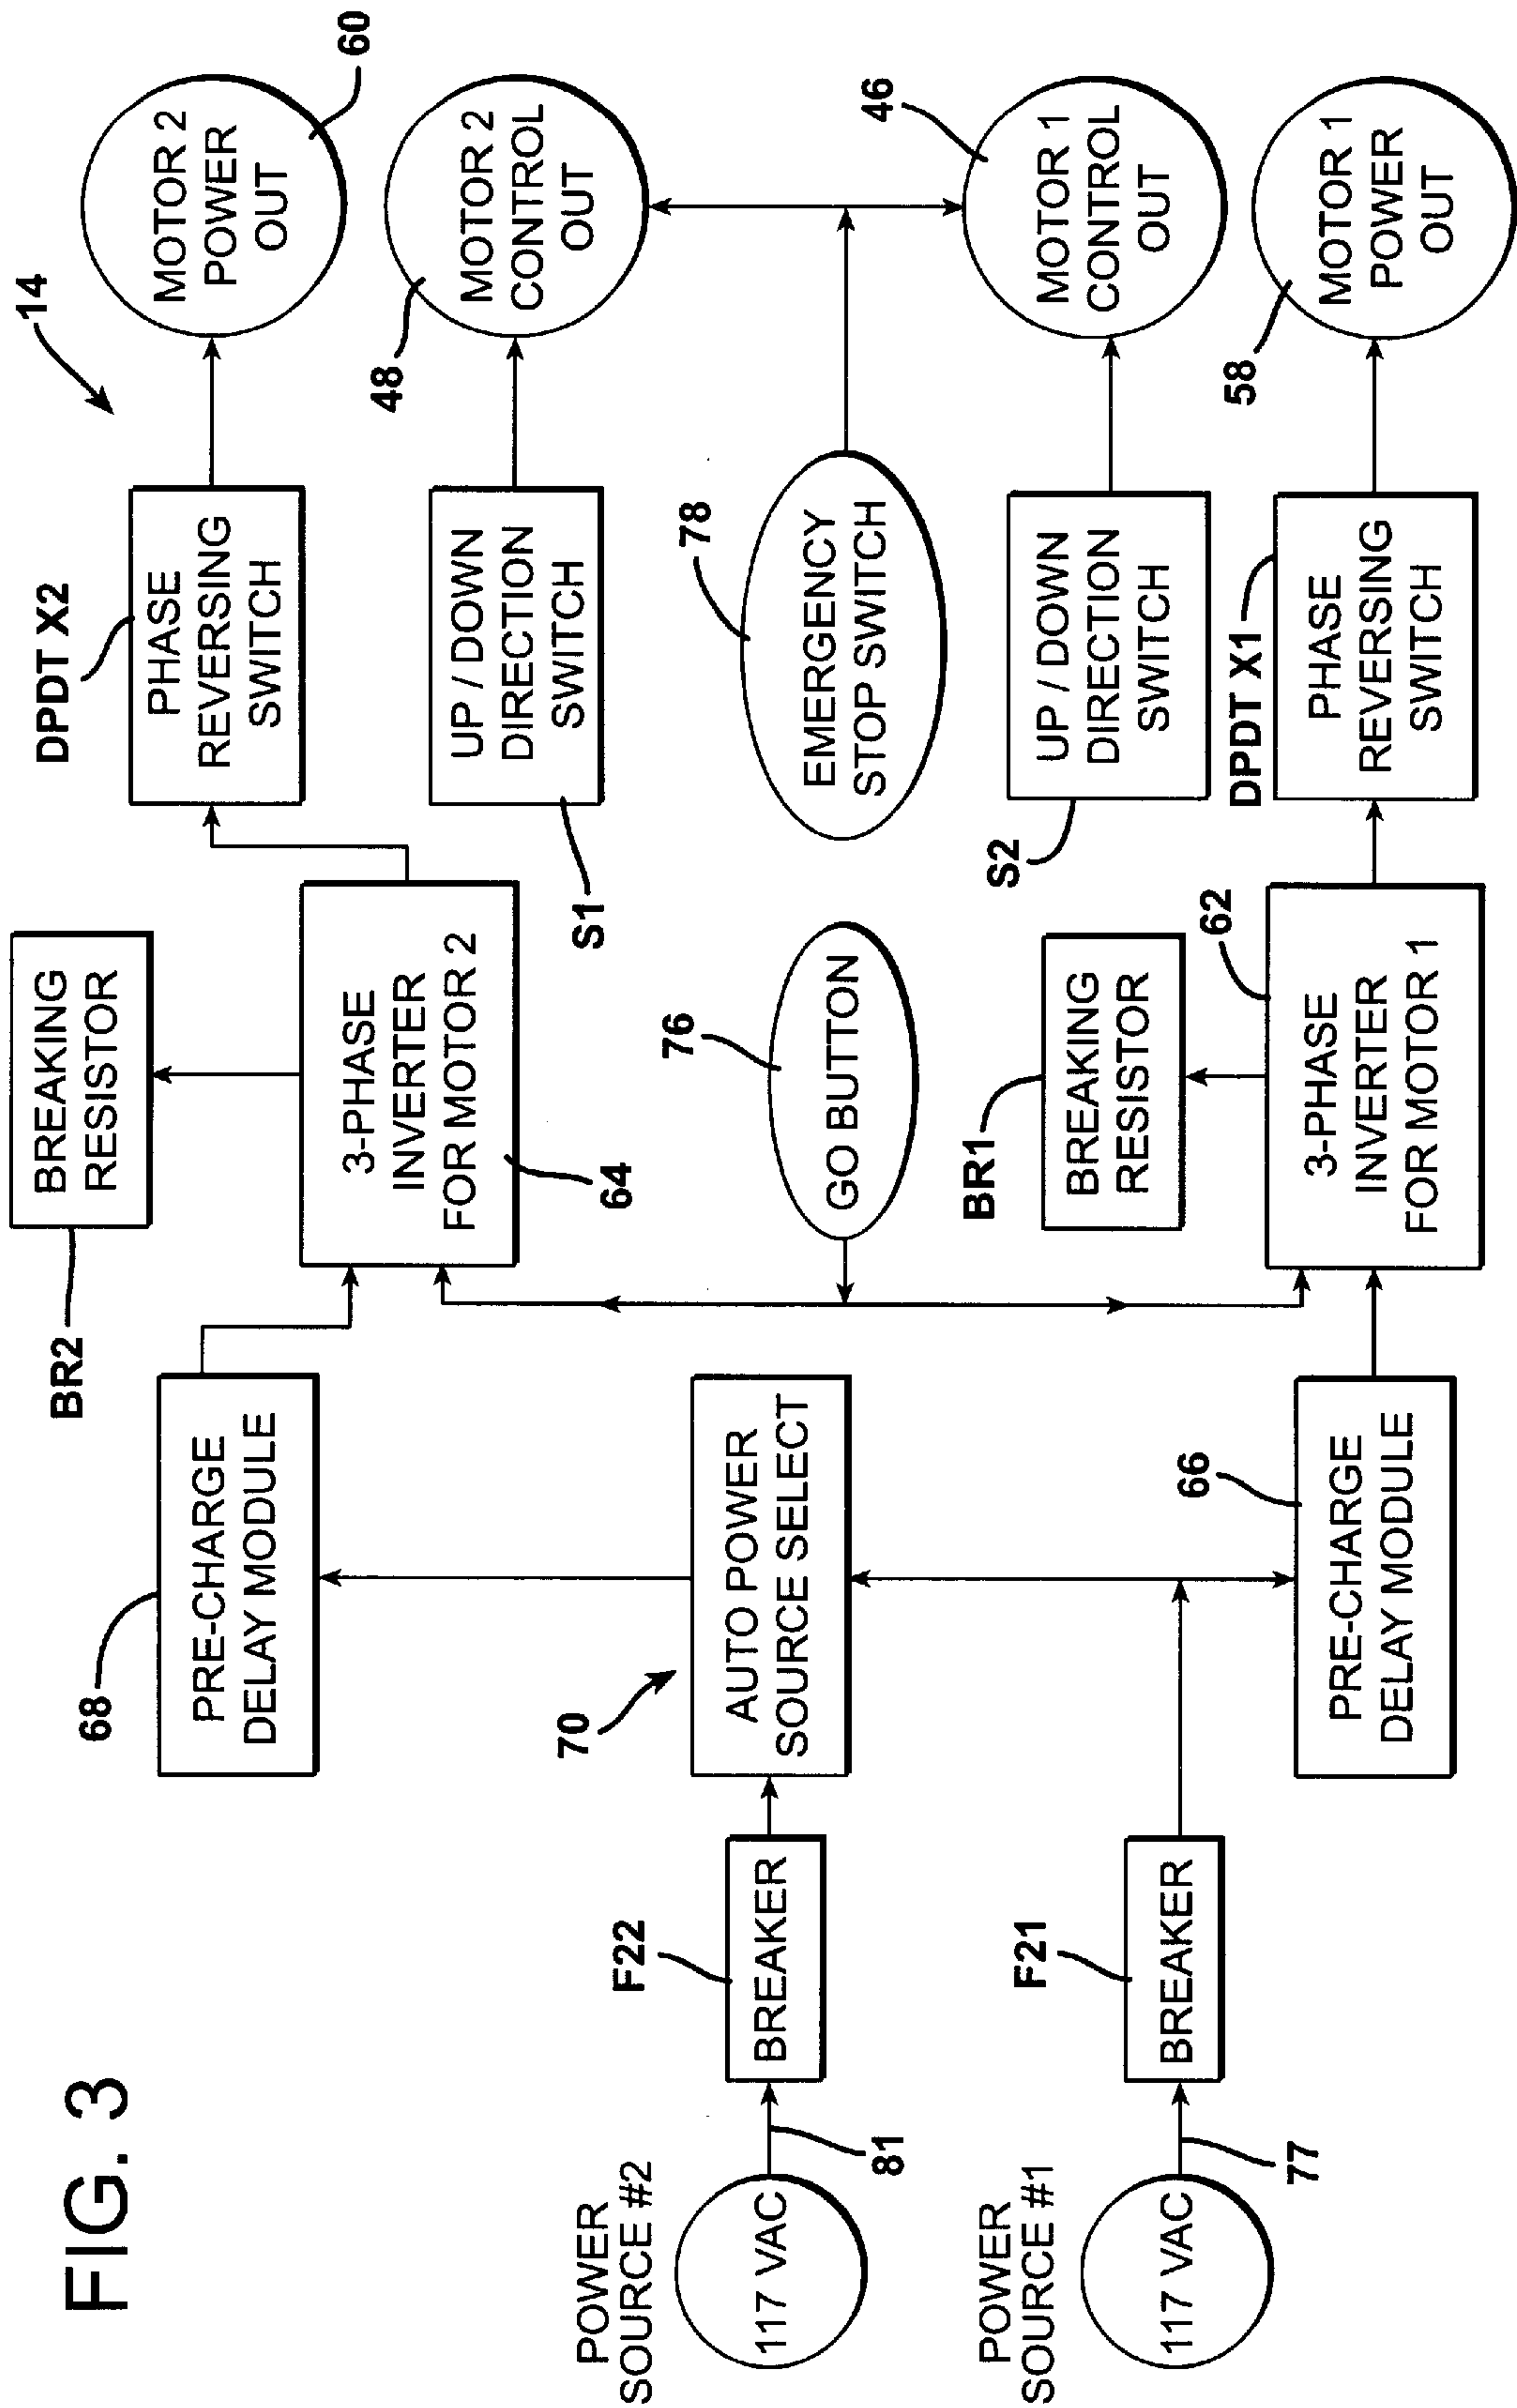 FIG. 3
14
BR2
BREAKING
RESISTOR
DPDT X2
68
PRE-CHARGE
DELAY MODULE
3-PHASE
INVERTER
FOR MOTOR 2
64
PHASE
REVERSING
SWITCH
MOTOR 2
POWER
OUT
60
S1
UP / DOWN
DIRECTION
SWITCH
48
MOTOR 2
CONTROL
OUT
POWER
SOURCE #2
117 VAC
81
F22
BREAKER
70
AUTO POWER
SOURCE SELECT
76
GO BUTTON
78
EMERGENCY
STOP SWITCH
POWER
SOURCE #1
117 VAC
77
F21
BREAKER
66
PRE-CHARGE
DELAY MODULE
BR1
BREAKING
RESISTOR
62
3-PHASE
INVERTER
FOR MOTOR 1
S2
UP / DOWN
DIRECTION
SWITCH
46
MOTOR 1
CONTROL
OUT
DPDT X1
PHASE
REVERSING
SWITCH
58
MOTOR 1
POWER
OUT